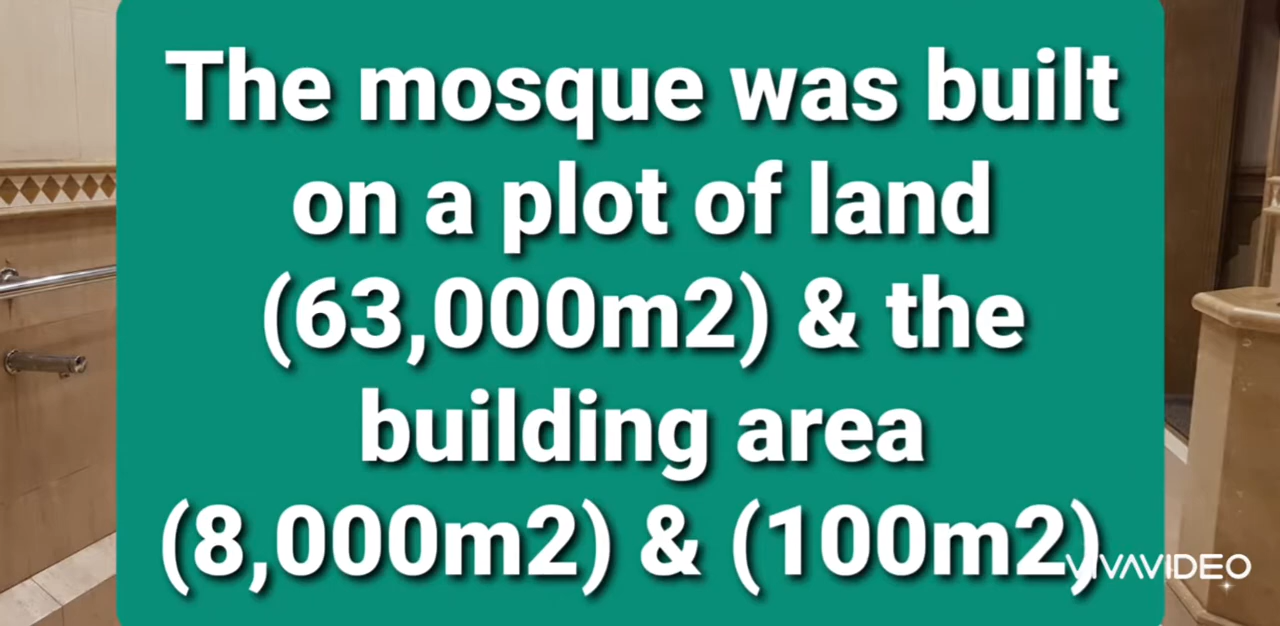 The mosque was built
on a plot of land
(63,000m2) & the
building area
(8,000m2) & (100m2)
VIVAVIDEO